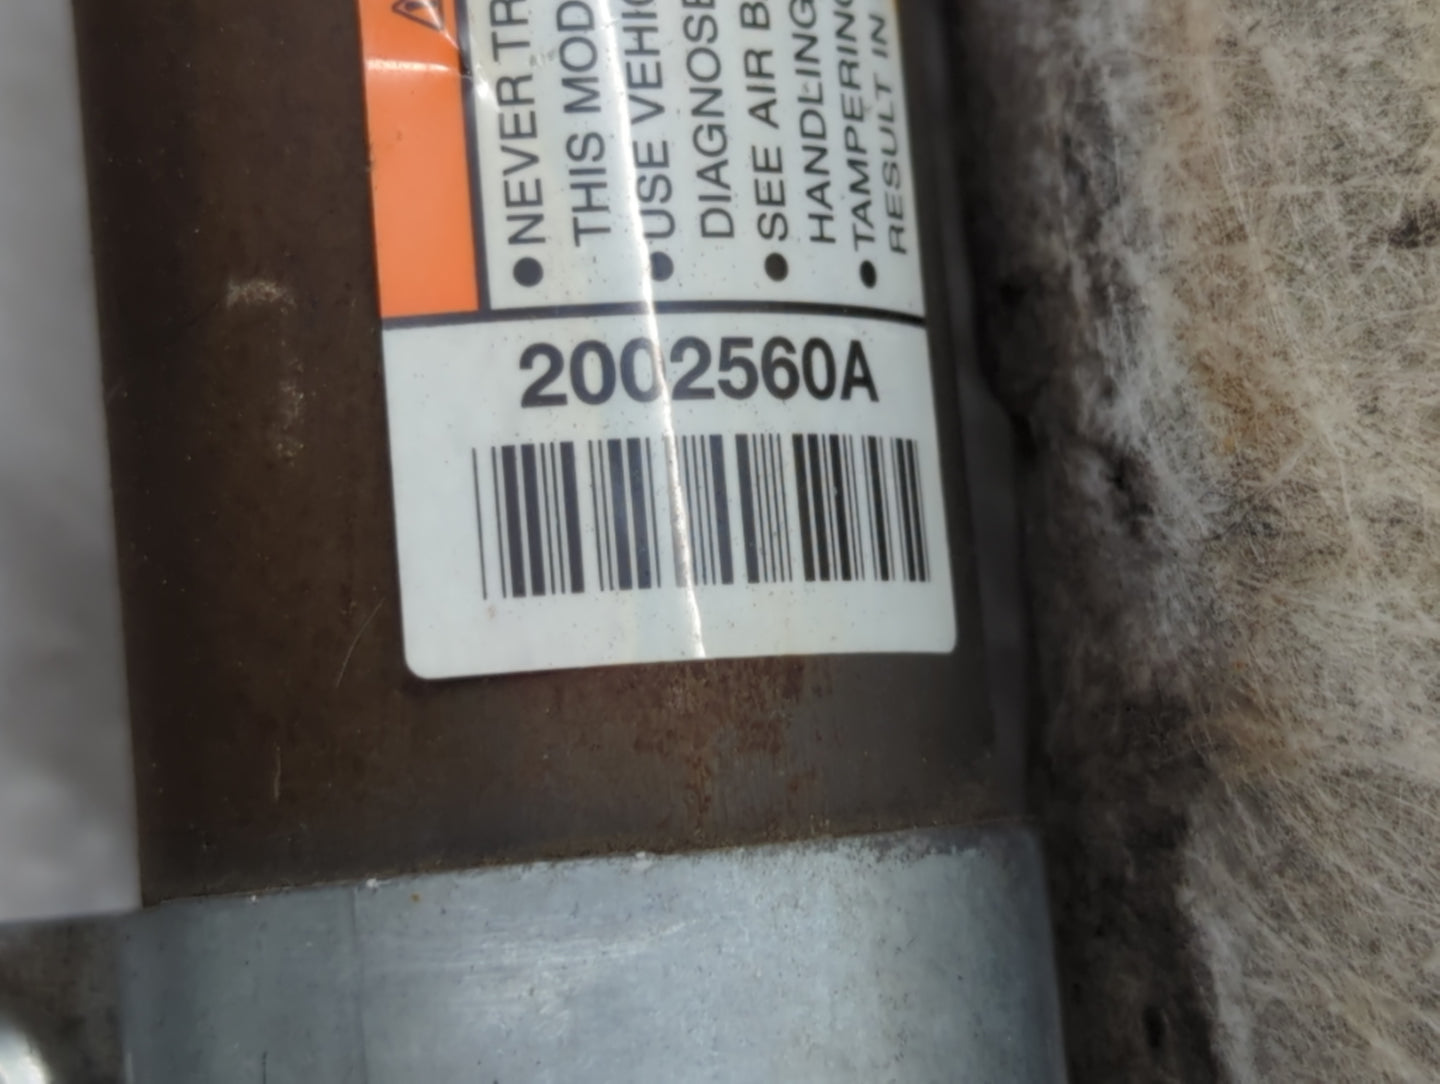 ● NEVER TR
THIS MOD
● USE VEHIC
DIAGNOSE
● SEE AIR B
HANDLING
● TAMPERING
RESULT IN
2002560A